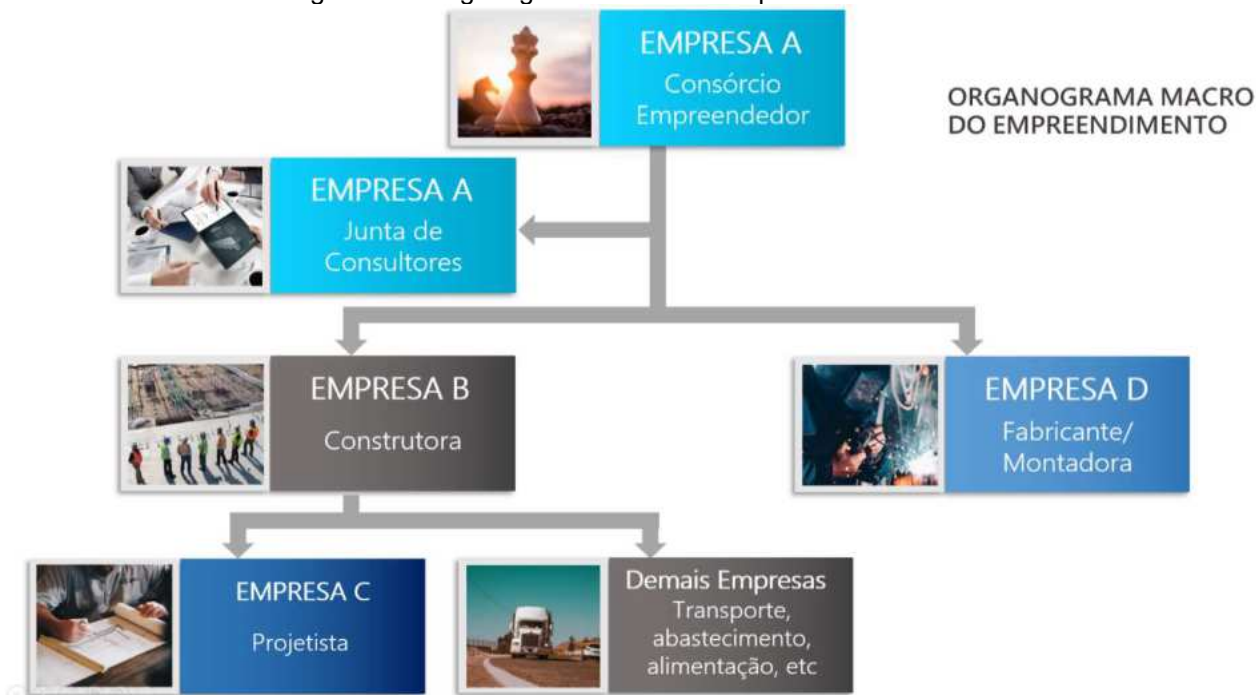 EMPRESA A
Consórcio
Empreendedor
ORGANOGRAMA MACRO
DO EMPREENDIMENTO
EMPRESA A
Junta de
Consultores
EMPRESA B
Construtora
EMPRESA D
Fabricante/
Montadora
EMPRESA C
Projetista
Demais Empresas
Transporte,
abastecimento,
alimentação, etc